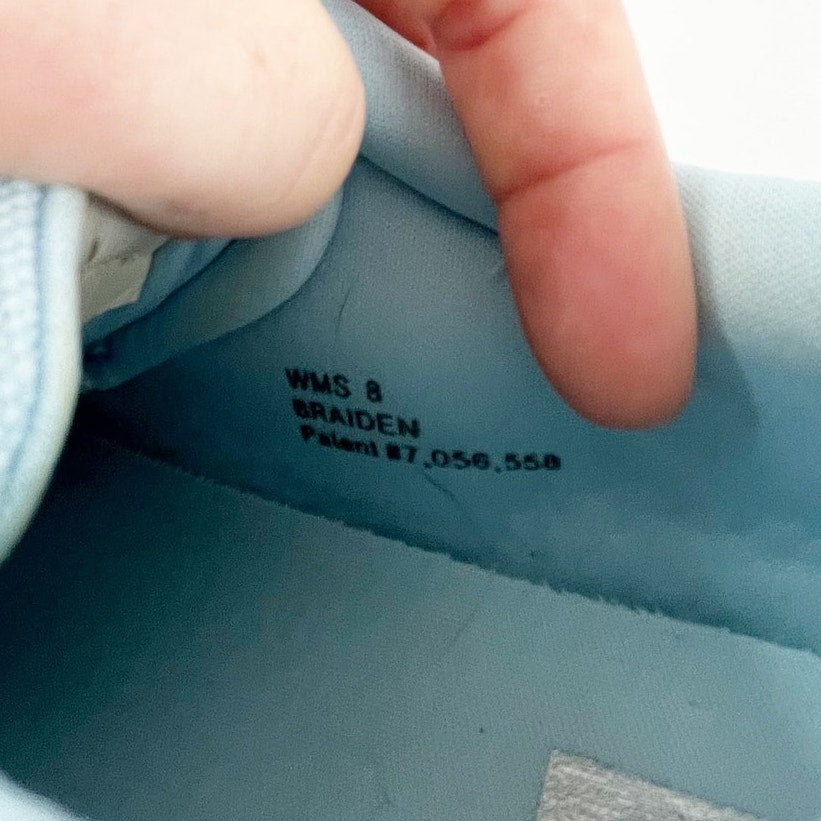 WMS 8
BRAIDEN
Patent #7,056,558